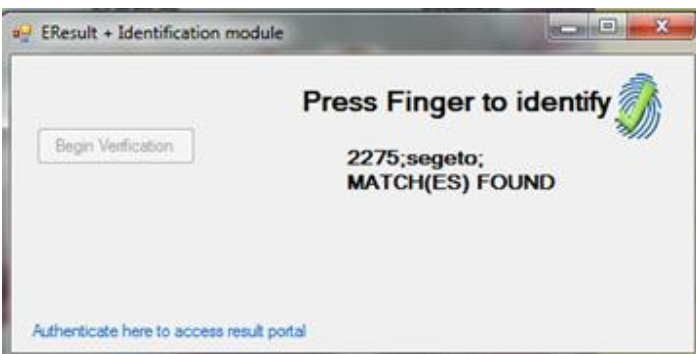 EResult + Identification module
Press Finger to identify
Begin Verification
2275;segeto;
MATCH(ES) FOUND
Authenticate here to access result portal